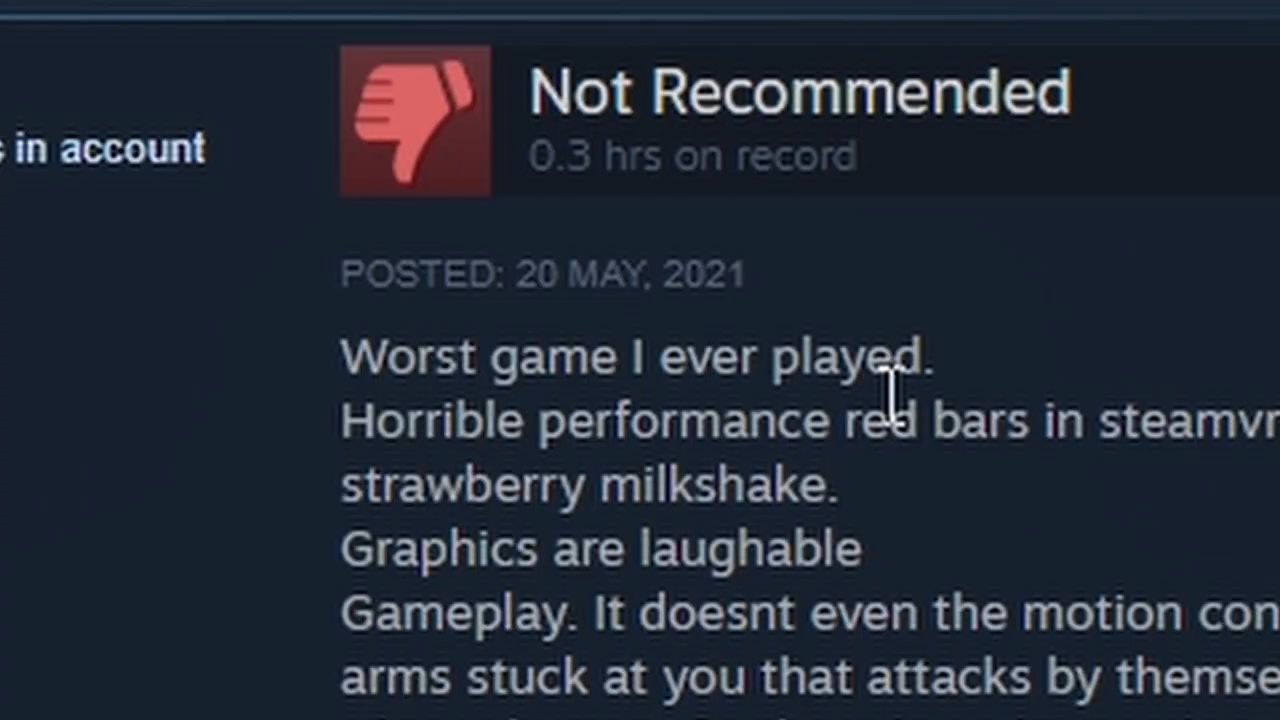 Not Recommended
0.3 hrs on record
in account
POSTED: 20 MAY, 2021
Worst game I ever played.
Horrible performance red bars in steamvr
strawberry milkshake.
Graphics are laughable
Gameplay. It doesnt even the motion con
arms stuck at you that attacks by themse